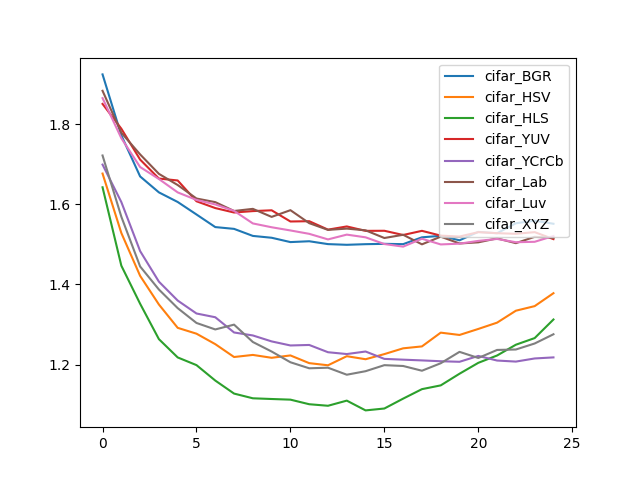 cifar_BGR
cifar_HSV
cifar_HLS
cifar_YUV
cifar_YCrCb
cifar_Lab
cifar_Luv
cifar_XYZ
1.8
1.6
1.4
1.2
0 5 10 15 20 25